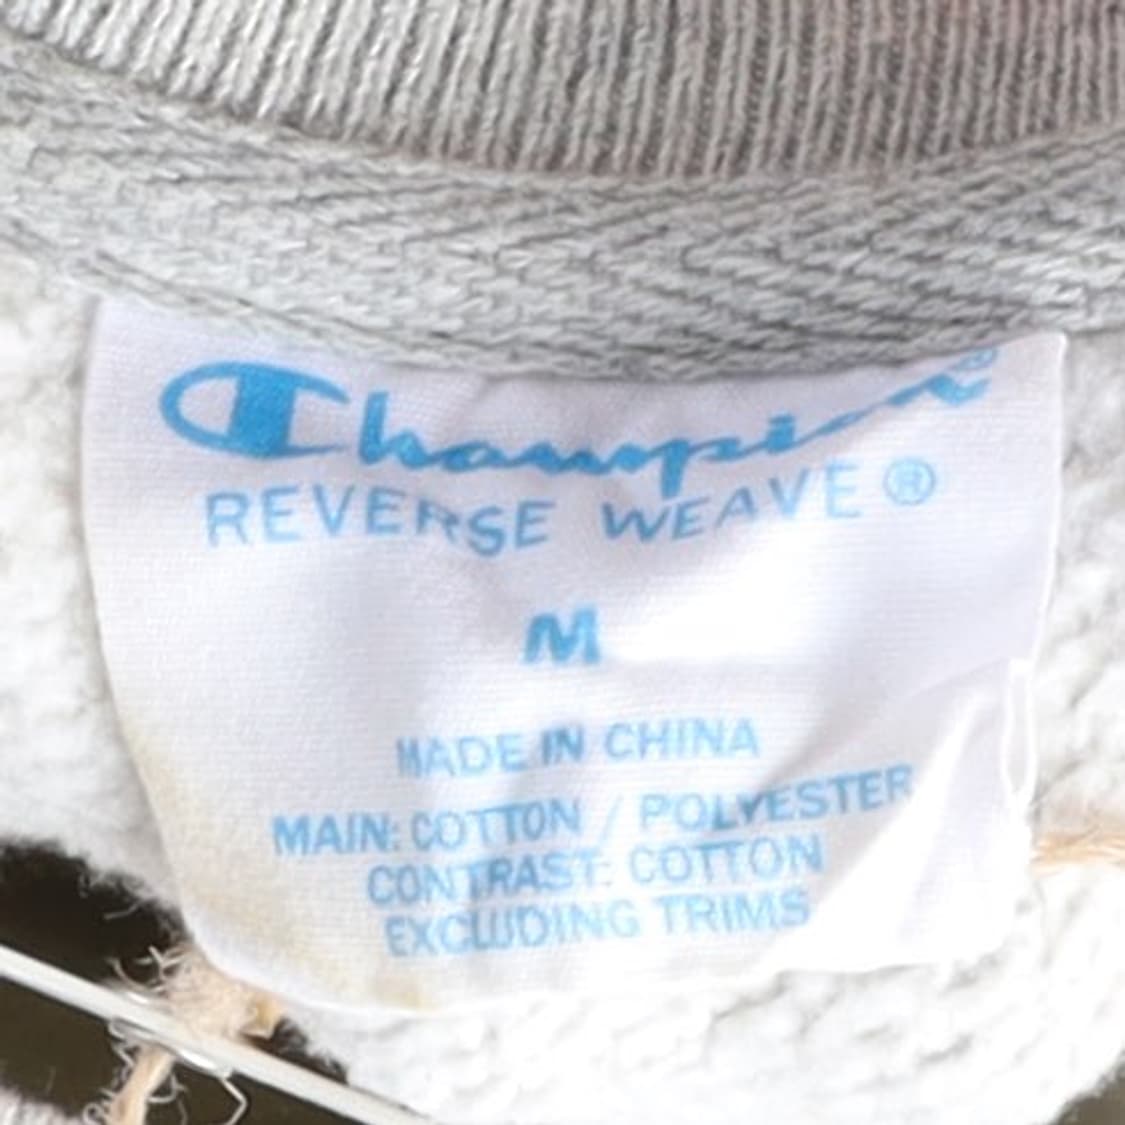 Champion®
REVERSE WEAVE®
M
MADE IN CHINA
MAIN: COTTON / POLYESTER
CONTRAST: COTTON
EXCLUDING TRIMS